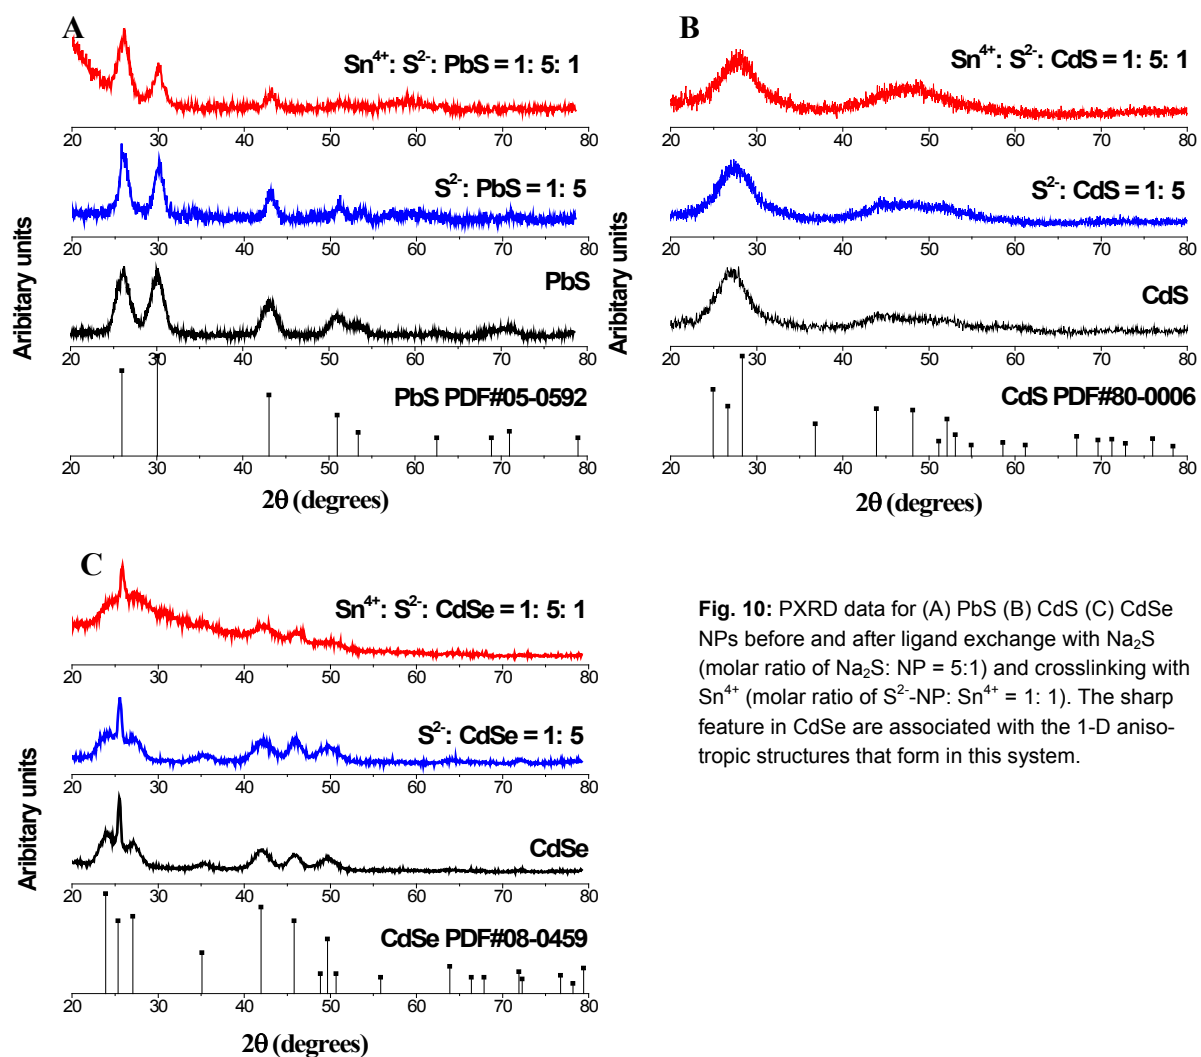 A
Sn⁴⁺: S²⁻: PbS = 1: 5: 1
20 30 40 50 60 70 80
S²⁻: PbS = 1: 5
20 30 40 50 60 70 80
PbS
20 30 40 50 60 70 80
PbS PDF#05-0592
20 30 40 50 60 70 80
2θ (degrees)
Aribitary units
B
Sn⁴⁺: S²⁻: CdS = 1: 5: 1
20 30 40 50 60 70 80
S²⁻: CdS = 1: 5
20 30 40 50 60 70 80
CdS
20 30 40 50 60 70 80
CdS PDF#80-0006
20 30 40 50 60 70 80
2θ (degrees)
Aribitary units
C
Sn⁴⁺: S²⁻: CdSe = 1: 5: 1
20 30 40 50 60 70 80
S²⁻: CdSe = 1: 5
20 30 40 50 60 70 80
CdSe
20 30 40 50 60 70 80
CdSe PDF#08-0459
20 30 40 50 60 70 80
2θ (degrees)
Aribitary units
Fig. 10: PXRD data for (A) PbS (B) CdS (C) CdSe
NPs before and after ligand exchange with Na₂S
(molar ratio of Na₂S: NP = 5:1) and crosslinking with
Sn⁴⁺ (molar ratio of S²⁻-NP: Sn⁴⁺ = 1: 1). The sharp
feature in CdSe are associated with the 1-D aniso-
tropic structures that form in this system.